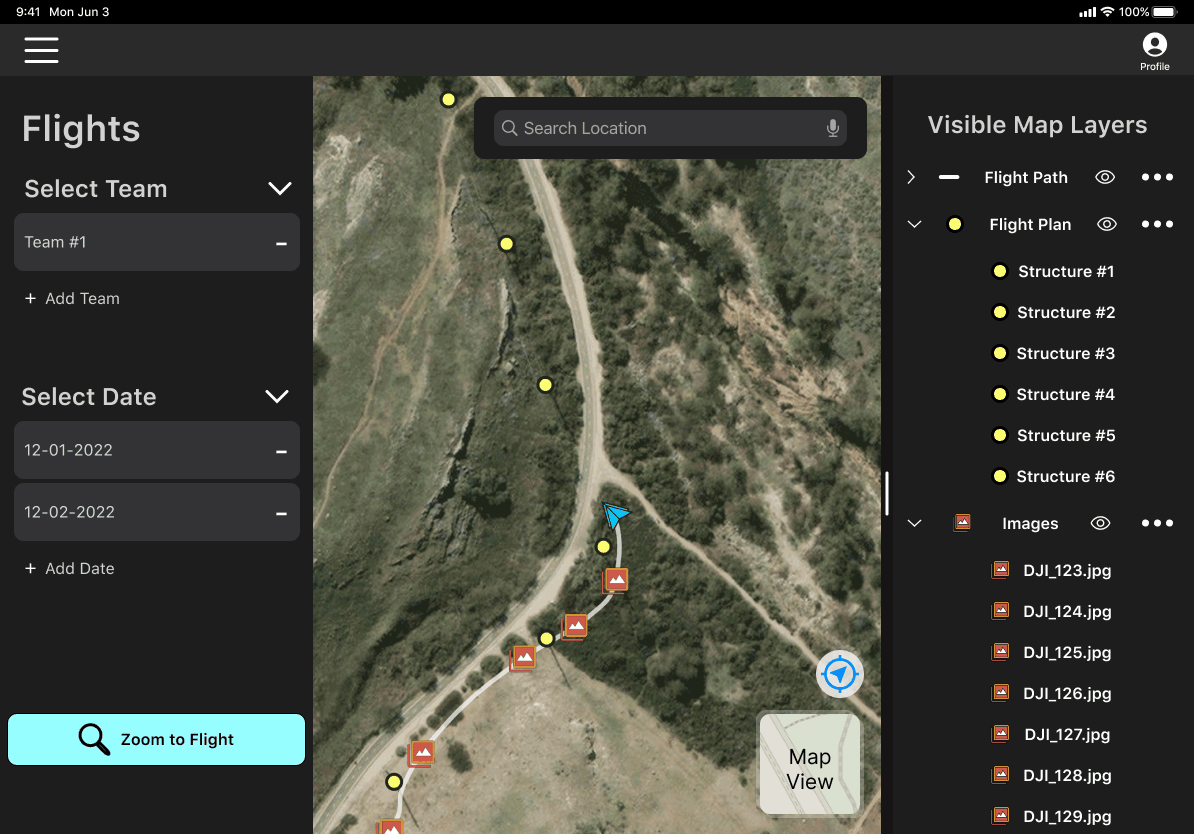 9:41 Mon Jun 3
100%
Profile
Flights
Select Team
Team #1
+ Add Team
Select Date
12-01-2022
12-02-2022
+ Add Date
Zoom to Flight
Search Location
Map
View
Visible Map Layers
Flight Path
Flight Plan
Structure #1
Structure #2
Structure #3
Structure #4
Structure #5
Structure #6
Images
DJI_123.jpg
DJI_124.jpg
DJI_125.jpg
DJI_126.jpg
DJI_127.jpg
DJI_128.jpg
DJI_129.jpg